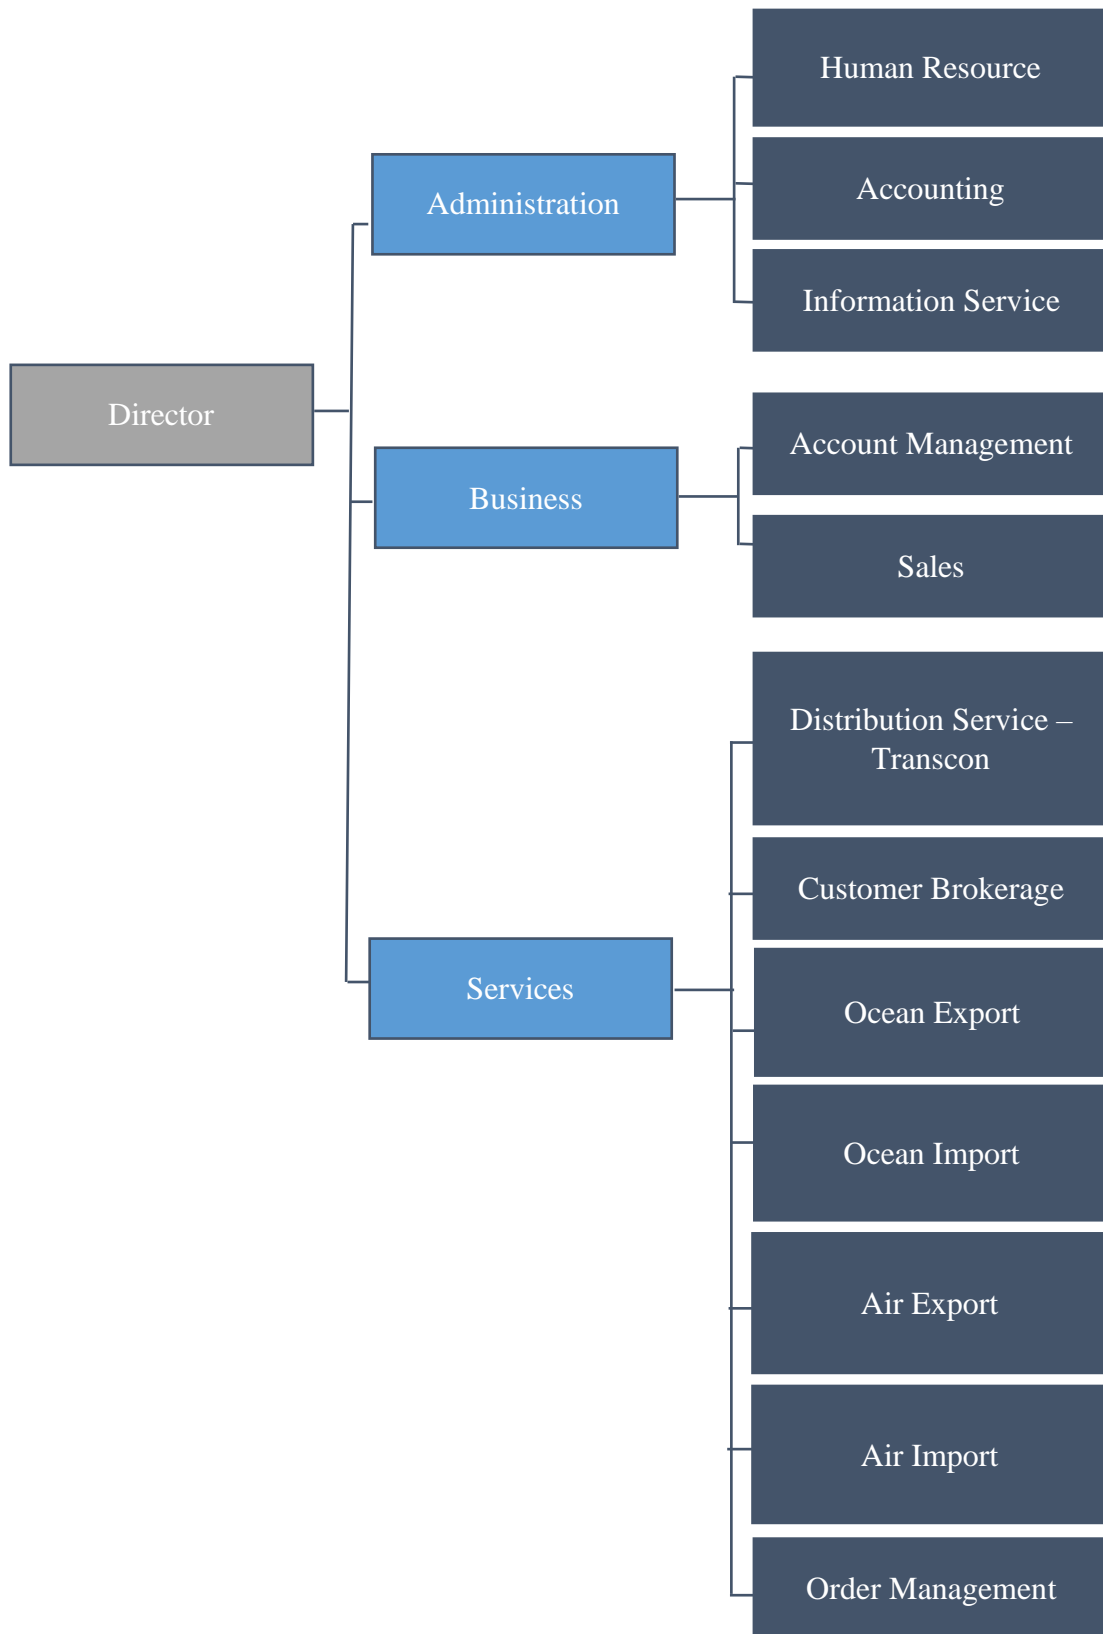 Human Resource
Administration
Accounting
Information Service
Director
Account Management
Business
Sales
Distribution Service –
Transcon
Customer Brokerage
Services
Ocean Export
Ocean Import
Air Export
Air Import
Order Management